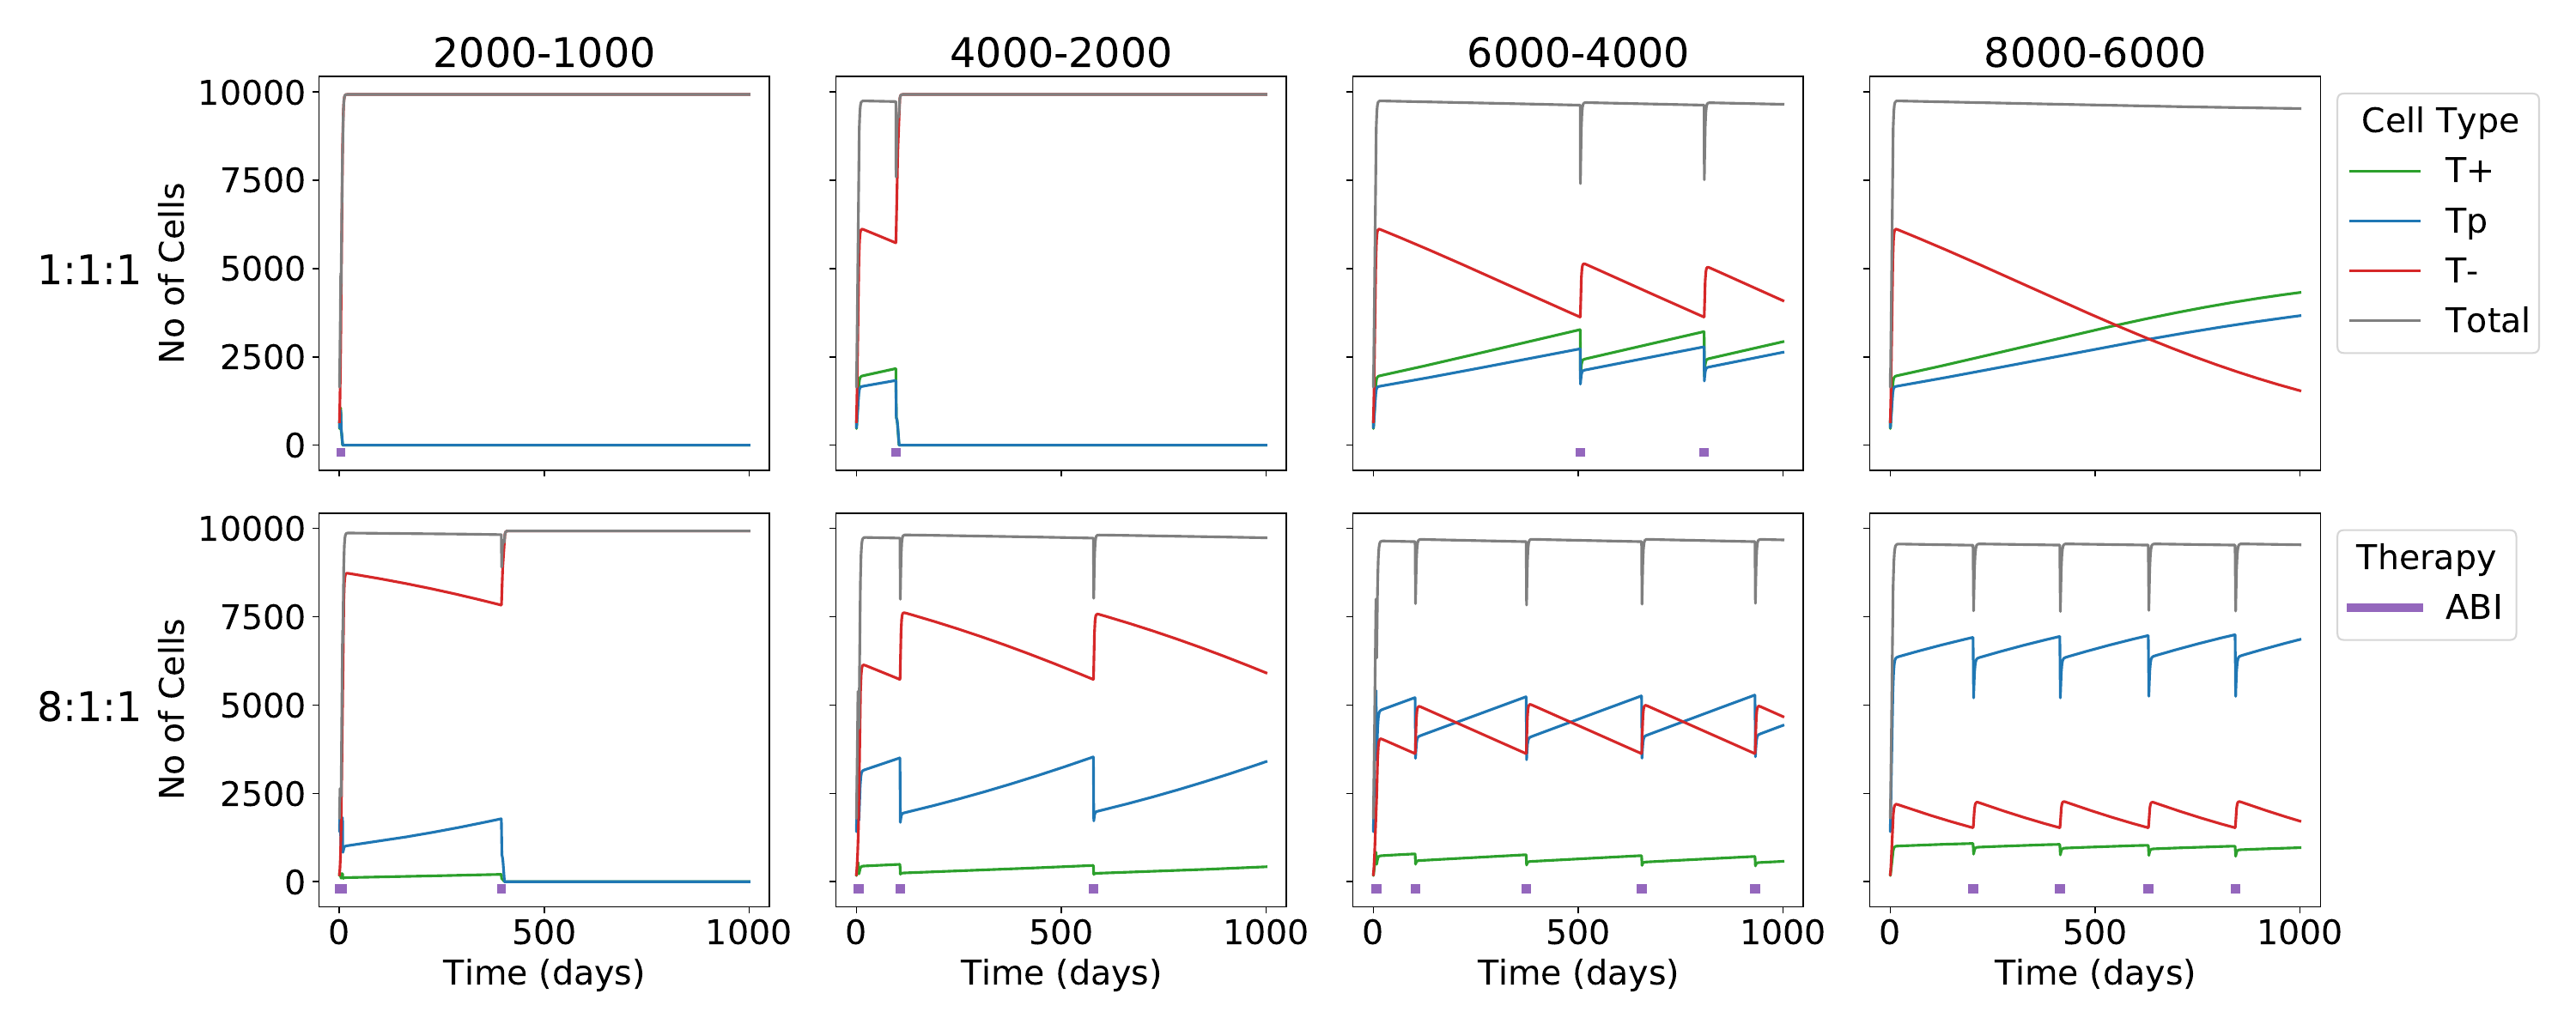 2000-1000 4000-2000 6000-4000 8000-6000
1:1:1
No of Cells
10000
7500
5000
2500
0
Cell Type
T+
Tp
T-
Total
8:1:1
No of Cells
10000
7500
5000
2500
0
Therapy
ABI
0 500 1000 0 500 1000 0 500 1000 0 500 1000
Time (days) Time (days) Time (days) Time (days)